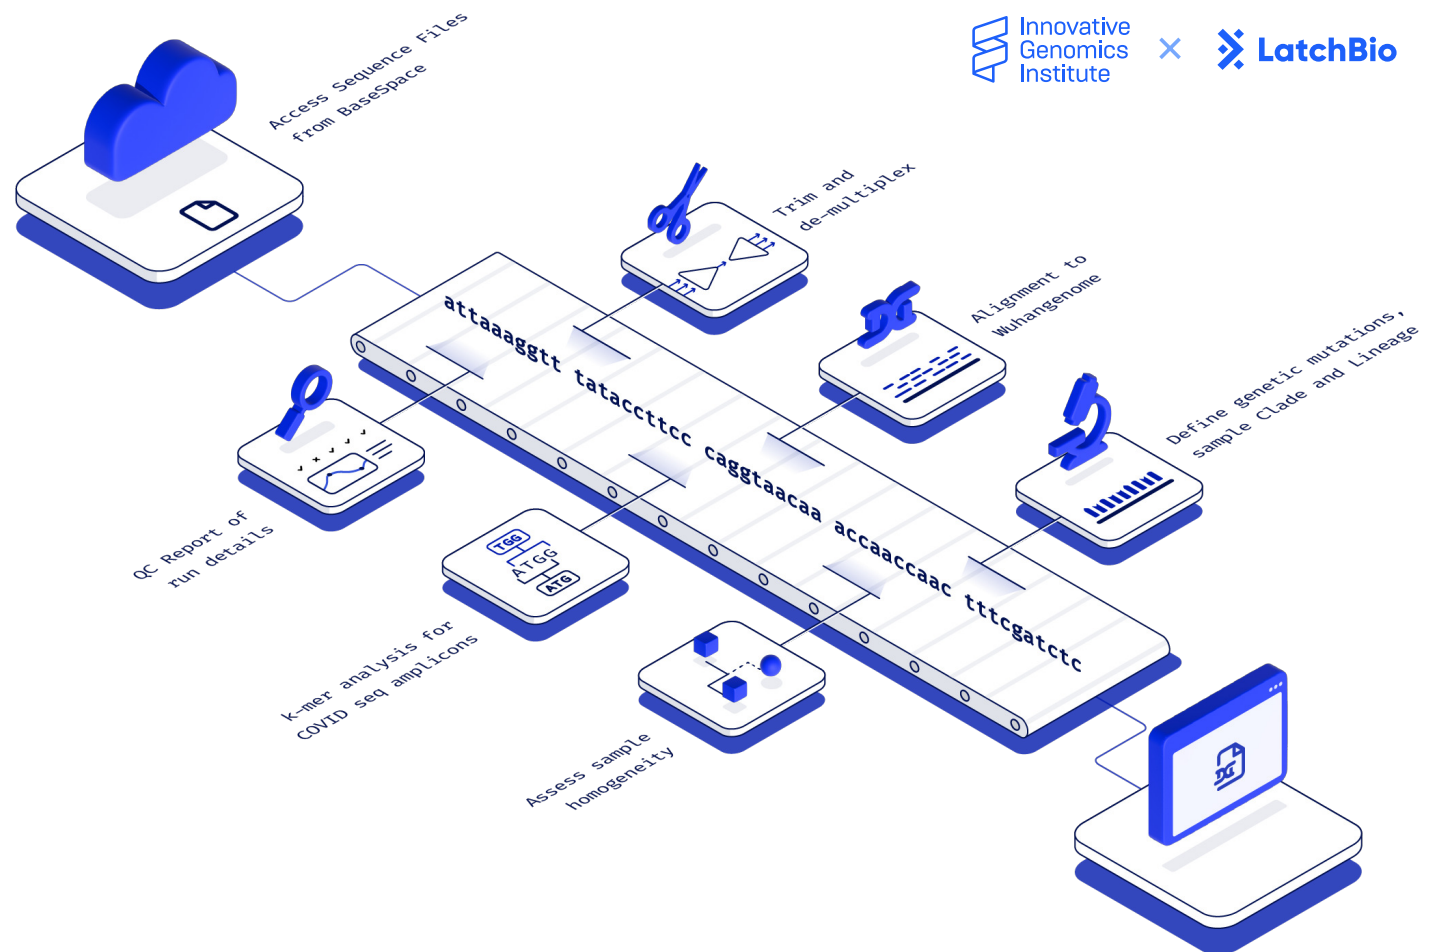 Access Sequence Files
from BaseSpace
Innovative
Genomics
Institute
LatchBio
Trim and
de-multiplex
Alignment to
Wuhangenome
Define genetic mutations,
sample Clade and Lineage
attaaaggtt tataccttcc caggtaacaa accaaccaac tttcgatctc
QC Report of
run details
TGG
ATGG
ATG
k-mer analysis for
COVID seq amplicons
Assess sample
homogeneity